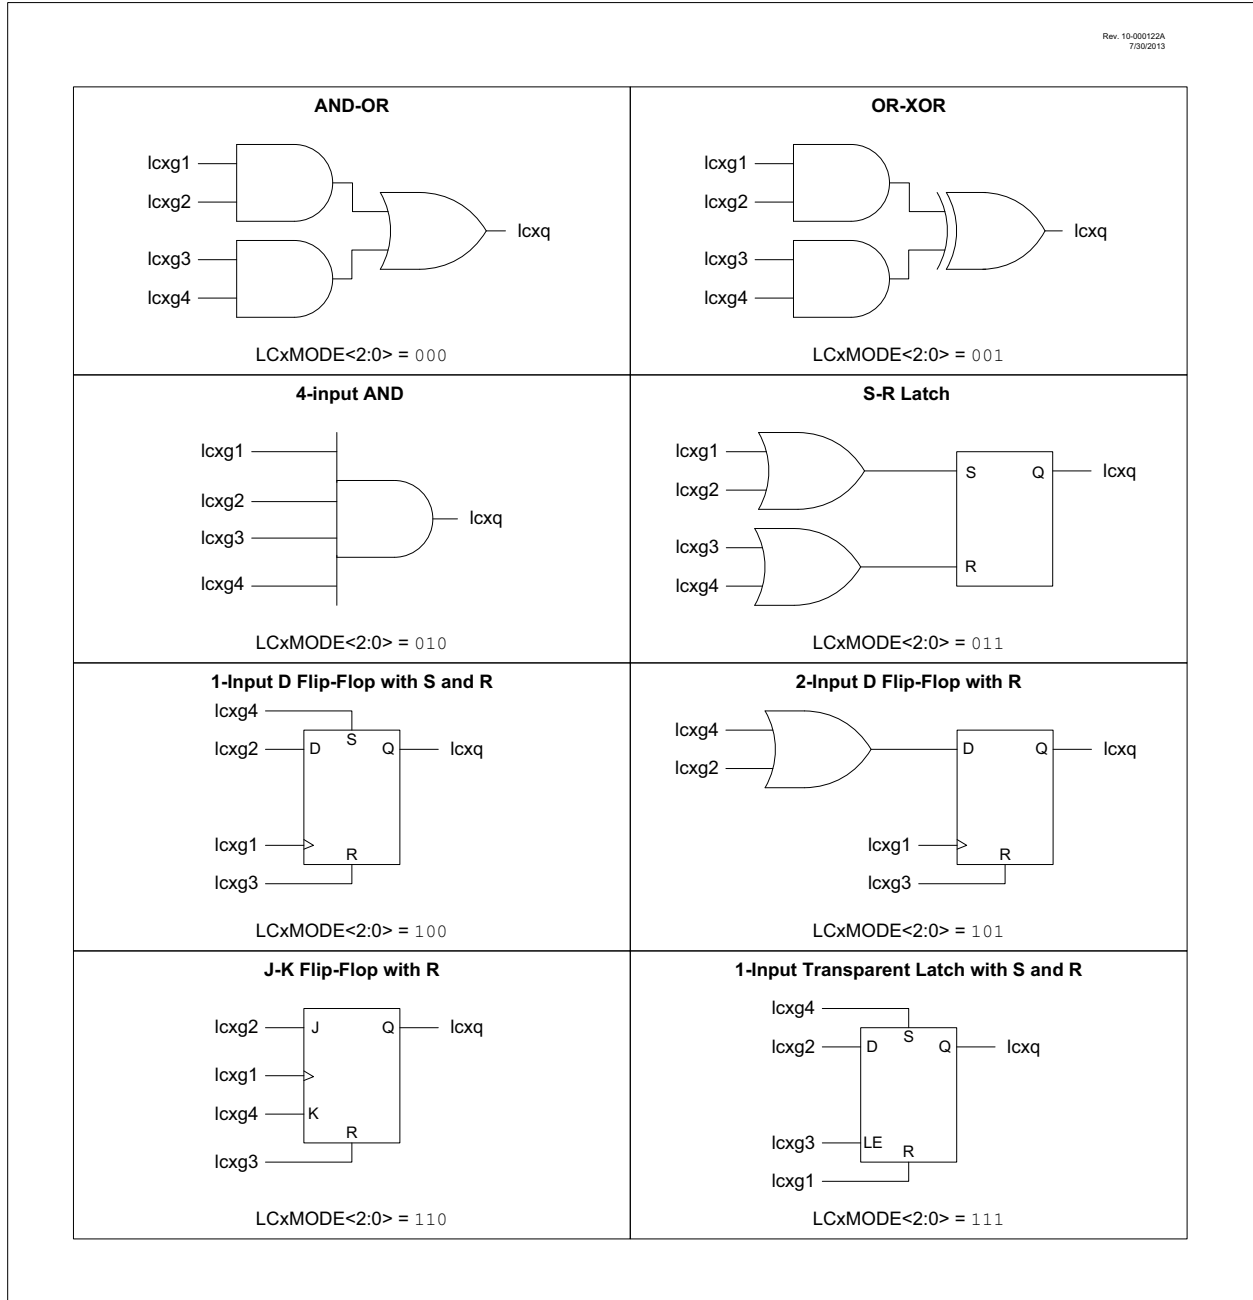 Rev. 10-000122A
7/30/2013
AND-OR
lcxg1
lcxg2
lcxg3
lcxg4
lcxq
LCxMODE<2:0> = 000
OR-XOR
lcxg1
lcxg2
lcxg3
lcxg4
lcxq
LCxMODE<2:0> = 001
4-input AND
lcxg1
lcxg2
lcxg3
lcxg4
lcxq
LCxMODE<2:0> = 010
S-R Latch
lcxg1
lcxg2
lcxg3
lcxg4
S
Q
lcxq
R
LCxMODE<2:0> = 011
1-Input D Flip-Flop with S and R
lcxg4
S
lcxg2
D
Q
lcxq
lcxg1
R
lcxg3
LCxMODE<2:0> = 100
2-Input D Flip-Flop with R
lcxg4
lcxg2
D
Q
lcxq
lcxg1
R
lcxg3
LCxMODE<2:0> = 101
J-K Flip-Flop with R
lcxg2
J
Q
lcxq
lcxg1
lcxg4
K
R
lcxg3
LCxMODE<2:0> = 110
1-Input Transparent Latch with S and R
lcxg4
S
lcxg2
D
Q
lcxq
lcxg3
LE
R
lcxg1
LCxMODE<2:0> = 111